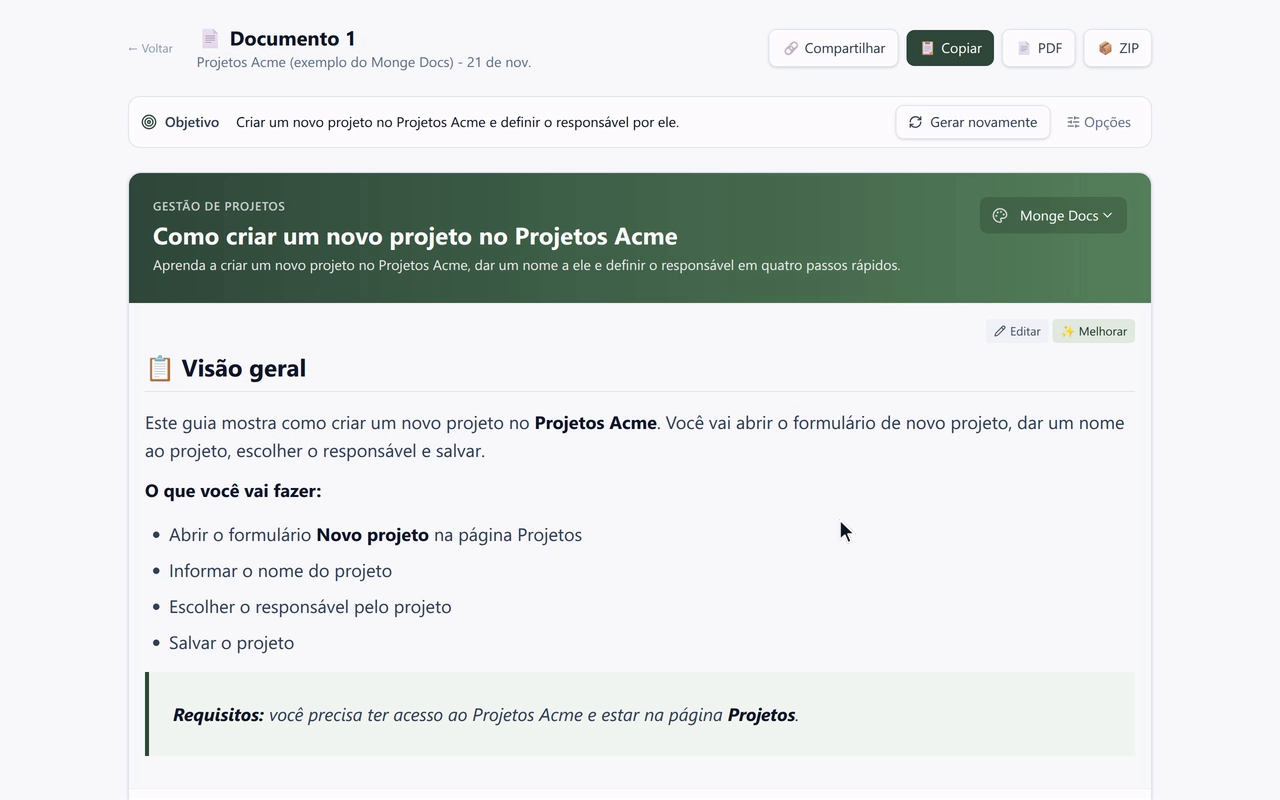 ← Voltar
Documento 1
Projetos Acme (exemplo do Monge Docs) - 21 de nov.
Compartilhar
Copiar
PDF
ZIP
Objetivo
Criar um novo projeto no Projetos Acme e definir o responsável por ele.
Gerar novamente
Opções
GESTÃO DE PROJETOS
Como criar um novo projeto no Projetos Acme
Aprenda a criar um novo projeto no Projetos Acme, dar um nome a ele e definir o responsável em quatro passos rápidos.
Monge Docs
Editar
Melhorar
Visão geral
Este guia mostra como criar um novo projeto no Projetos Acme. Você vai abrir o formulário de novo projeto, dar um nome
ao projeto, escolher o responsável e salvar.
O que você vai fazer:
• Abrir o formulário Novo projeto na página Projetos
• Informar o nome do projeto
• Escolher o responsável pelo projeto
• Salvar o projeto
Requisitos: você precisa ter acesso ao Projetos Acme e estar na página Projetos.